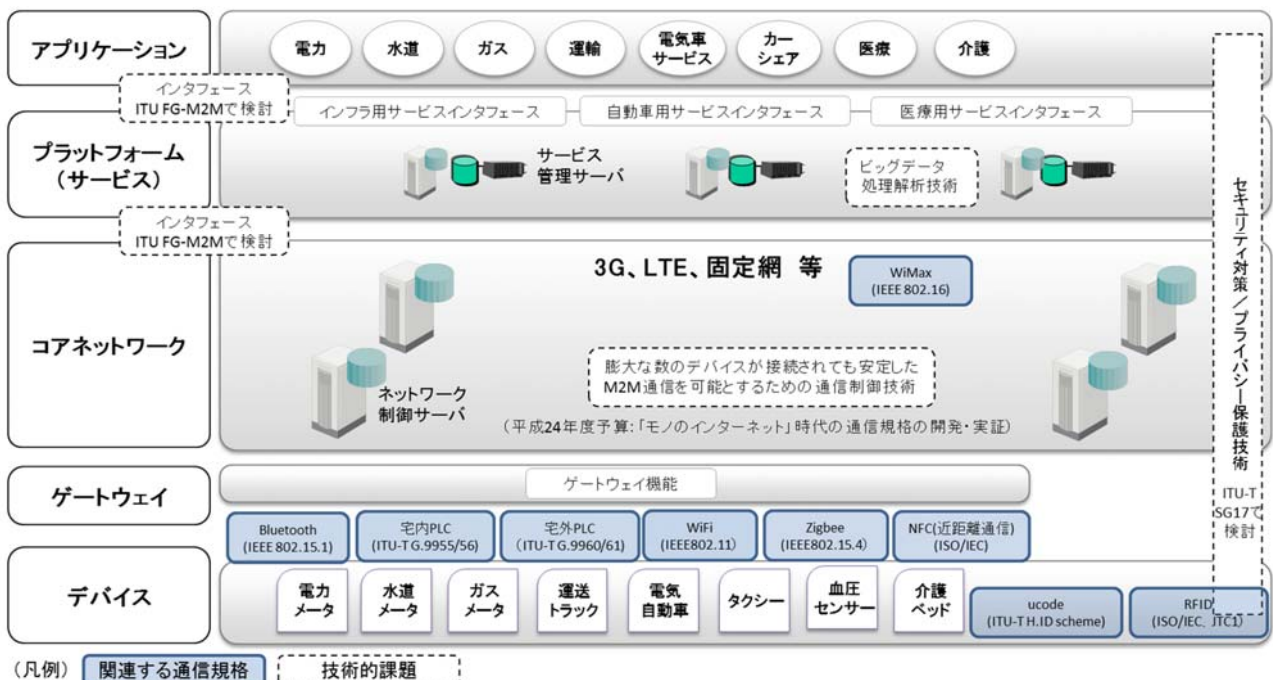 アプリケーション
電力
水道
ガス
運輸
電気車
サービス
カー
シェア
医療
介護
インタフェース
ITU FG-M2Mで検討
インフラ用サービスインタフェース
自動車用サービスインタフェース
医療用サービスインタフェース
プラットフォーム
（サービス）
サービス
管理サーバ
ビッグデータ
処理解析技術
インタフェース
ITU FG-M2Mで検討
コアネットワーク
3G、LTE、固定網 等
WiMax
(IEEE 802.16)
膨大な数のデバイスが接続されても安定した
M2M通信を可能とするための通信制御技術
ネットワーク
制御サーバ
（平成24年度予算：「モノのインターネット」時代の通信規格の開発・実証）
セキュリティ対策／プライバシー保護技術
ITU-T
SG17で
検討
ゲートウェイ
ゲートウェイ機能
Bluetooth
(IEEE 802.15.1)
宅内PLC
(ITU-T G.9955/56)
宅外PLC
（ITU-T G.9960/61)
WiFi
(IEEE802.11)
Zigbee
(IEEE802.15.4)
NFC(近距離通信)
(ISO/IEC)
デバイス
電力
メータ
水道
メータ
ガス
メータ
運送
トラック
電気
自動車
タクシー
血圧
センサー
介護
ベッド
ucode
(ITU-T H.ID scheme)
RFID
(ISO/IEC, JTC1)
（凡例）
関連する通信規格
技術的課題